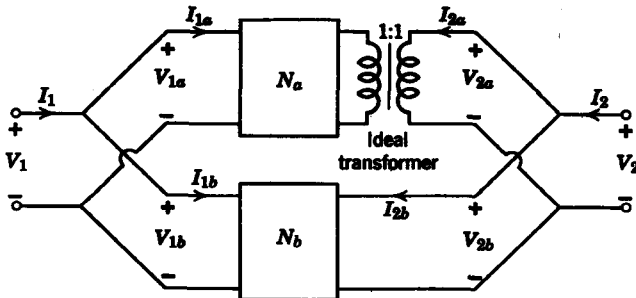 I1a
I2a
1:1
+
+
V1a
Na
V2a
I1
I2
+
−
−
+
Ideal
transformer
V1
V2
I1b
I2b
−
+
+
−
V1b
Nb
V2b
−
−